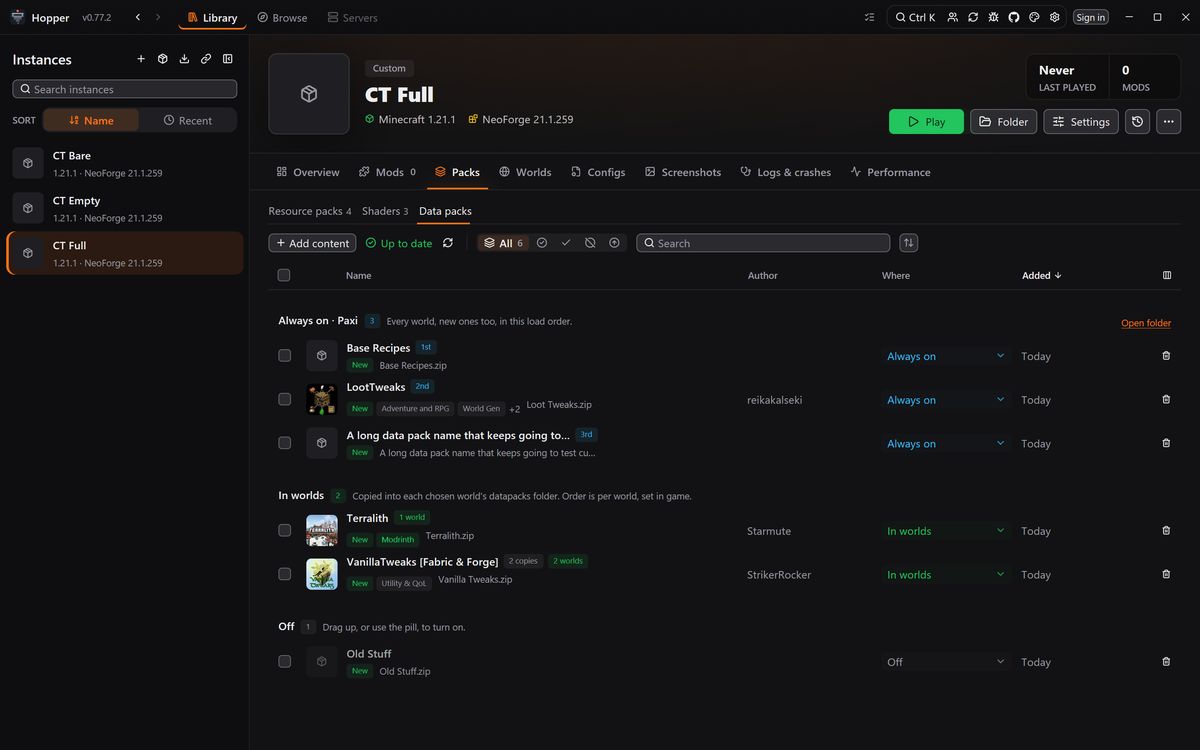 Hopper v0.77.2 Library Browse Servers Ctrl K Sign in
Instances
Search instances
SORT Name Recent
CT Bare
1.21.1 · NeoForge 21.1.259
CT Empty
1.21.1 · NeoForge 21.1.259
CT Full
1.21.1 · NeoForge 21.1.259
Custom
CT Full
Minecraft 1.21.1 NeoForge 21.1.259
Never
LAST PLAYED
0
MODS
Play Folder Settings
Overview Mods 0 Packs Worlds Configs Screenshots Logs & crashes Performance
Resource packs 4 Shaders 3 Data packs
+ Add content Up to date All 6 Search
Name Author Where Added
Always on · Paxi 3 Every world, new ones too, in this load order. Open folder
Base Recipes 1st
New Base Recipes.zip
Always on Today
LootTweaks 2nd
New Adventure and RPG World Gen +2 Loot Tweaks.zip
reikakalseki Always on Today
A long data pack name that keeps going to... 3rd
New A long data pack name that keeps going to test cu...
Always on Today
In worlds 2 Copied into each chosen world's datapacks folder. Order is per world, set in game.
Terralith 1 world
New Modrinth Terralith.zip
Starmute In worlds Today
VanillaTweaks [Fabric & Forge] 2 copies 2 worlds
New Utility & QoL Vanilla Tweaks.zip
StrikerRocker In worlds Today
Off 1 Drag up, or use the pill, to turn on.
Old Stuff
New Old Stuff.zip
Off Today